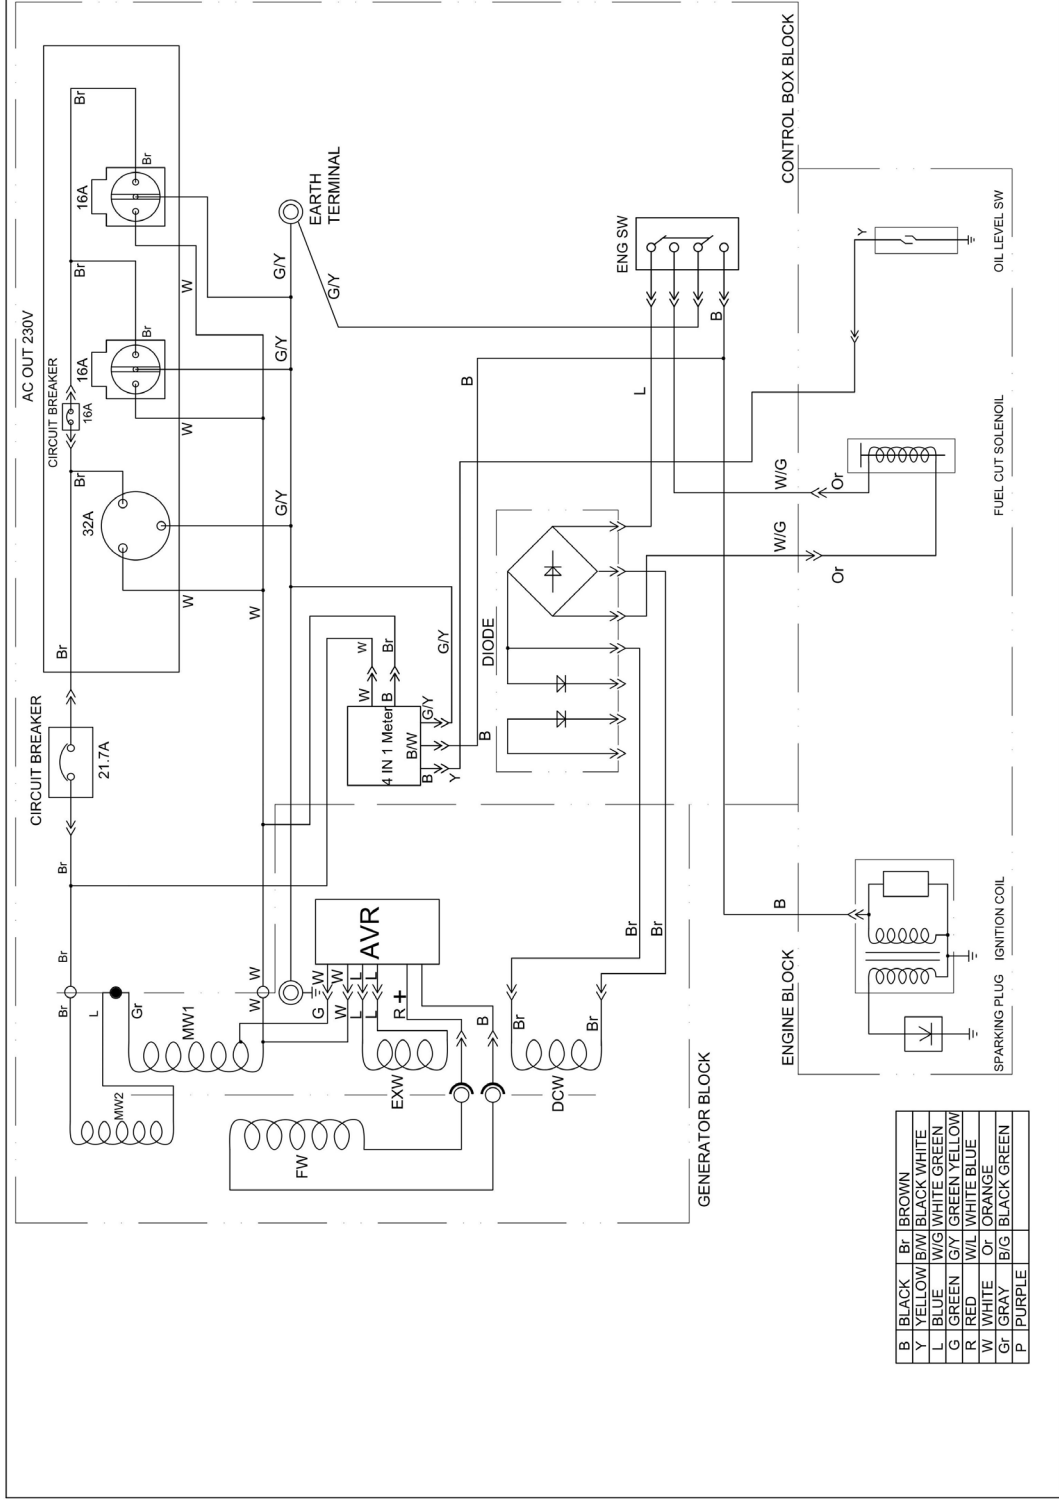 AC OUT 230V
CIRCUIT BREAKER
CIRCUIT BREAKER
Br
Br
Br
Br
Br
Br
Br
Br
21.7A
32A
16A
16A
16A
Br
Br
L
Gr
MW2
MW1
W
W
W
W
W
W
W
G/Y
G/Y
G/Y
G/Y
EARTH
TERMINAL
FW
G
W
W
W
L
L
L
L
R +
AVR
EXW
B
W
W
B
Br
4 IN 1 Meter
B
B/W
G/Y
Y
G/Y
B
B
DIODE
Br
Br
DCW
Br
Br
L
ENG SW
B
GENERATOR BLOCK
B
W/G
W/G
Or
Or
ENGINE BLOCK
CONTROL BOX BLOCK
Y
SPARKING PLUG
IGNITION COIL
FUEL CUT SOLENOIL
OIL LEVEL SW
B BLACK Br BROWN
Y YELLOW B/W BLACK WHITE
L BLUE W/G WHITE GREEN
G GREEN G/Y GREEN YELLOW
R RED W/L WHITE BLUE
W WHITE Or ORANGE
Gr GRAY B/G BLACK GREEN
P PURPLE